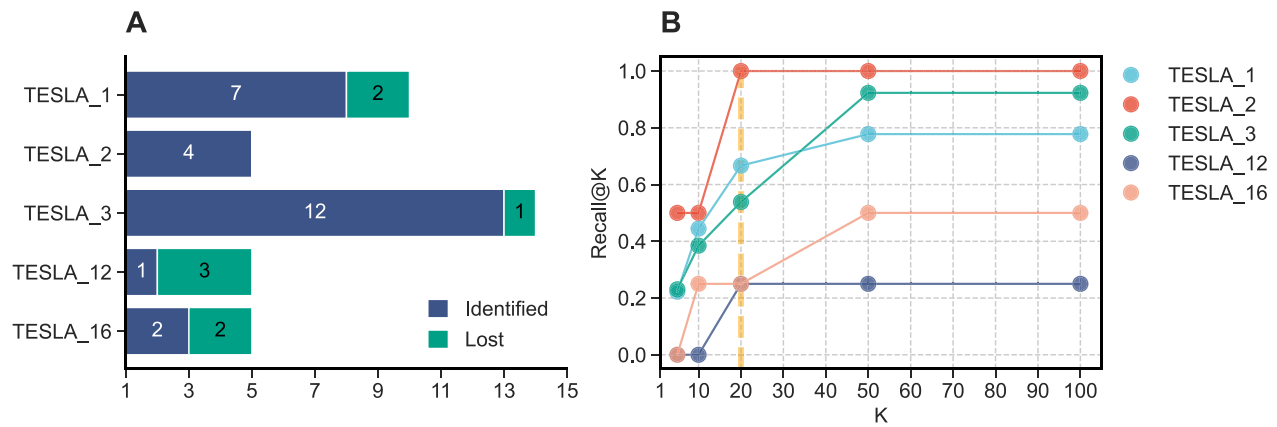 A
TESLA_1
7
2
TESLA_2
4
TESLA_3
12
1
TESLA_12
1
3
TESLA_16
2
2
Identified
Lost
1 3 5 7 9 11 13 15
B
Recall@K
1.0
0.8
0.6
0.4
0.2
0.0
1 10 20 30 40 50 60 70 80 90 100
K
TESLA_1
TESLA_2
TESLA_3
TESLA_12
TESLA_16